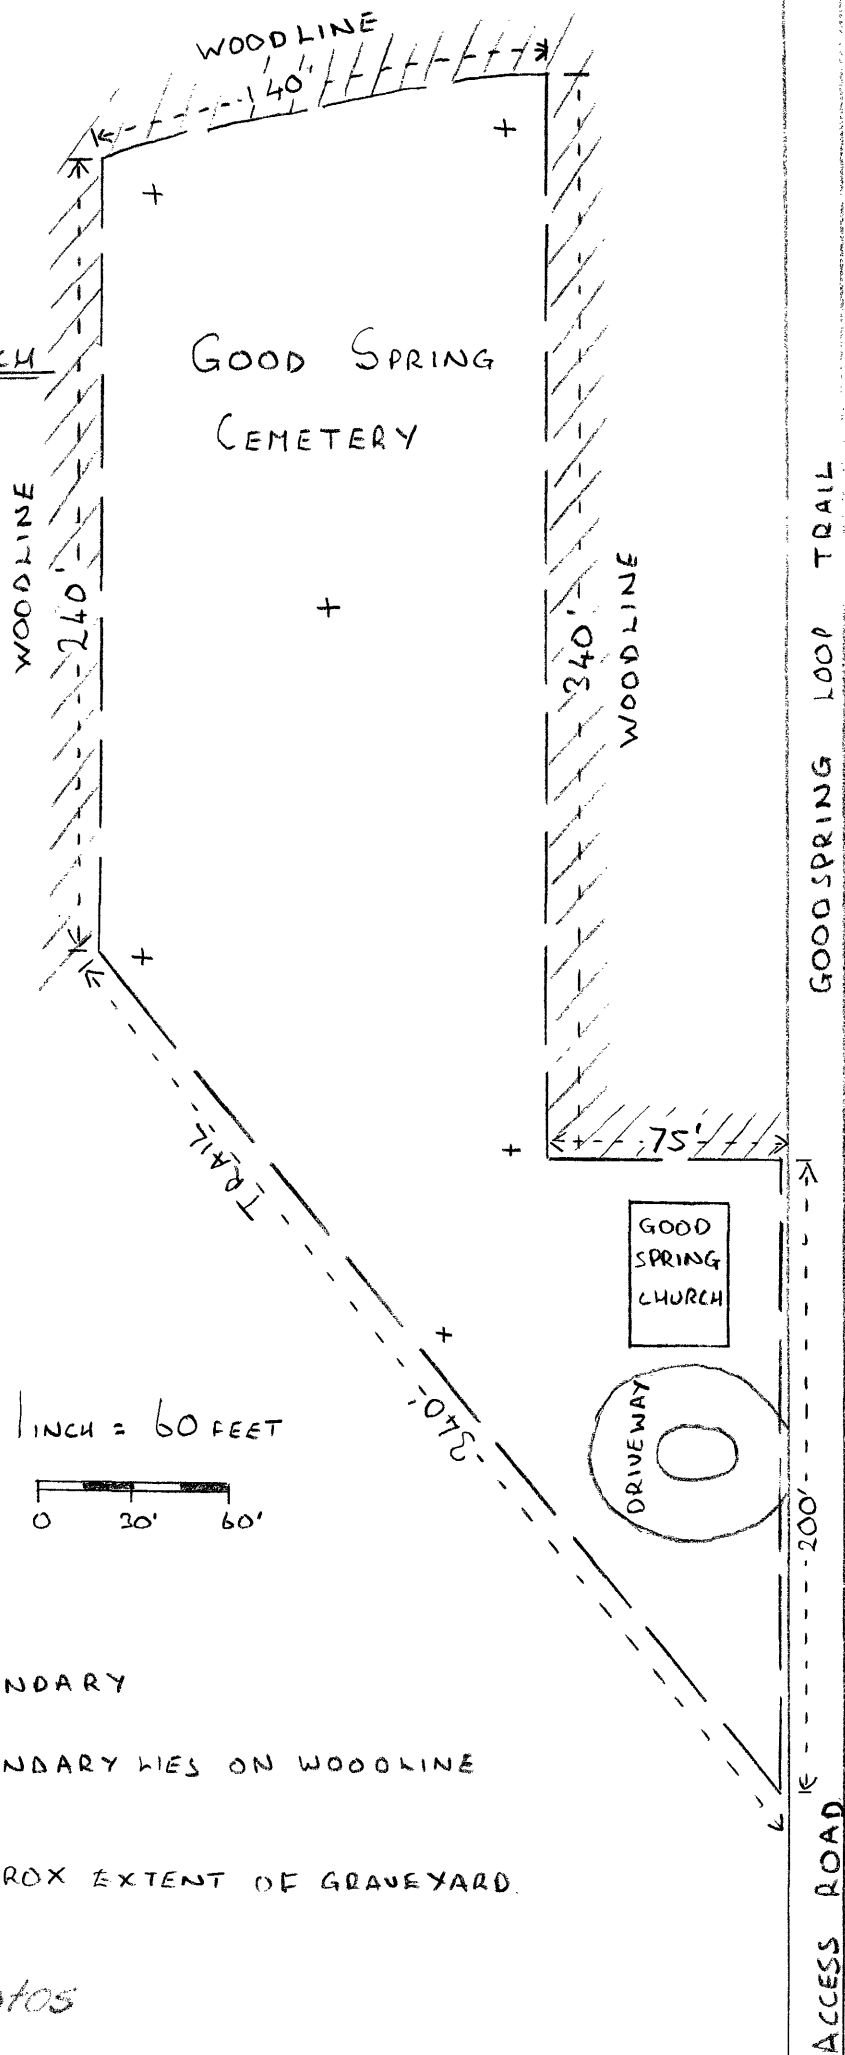 WOODLINE
140'
GOOD SPRING
CEMETERY
WOODLINE
240'
340'
WOODLINE
GOODSPRING LOOP TRAIL
75'
TRAIL
340'
GOOD
SPRING
CHURCH
DRIVEWAY
200'
1 INCH = 60 FEET
0 30' 60'
NDARY
NDARY LIES ON WOODLINE
ROX EXTENT OF GRAVEYARD.
ACCESS ROAD